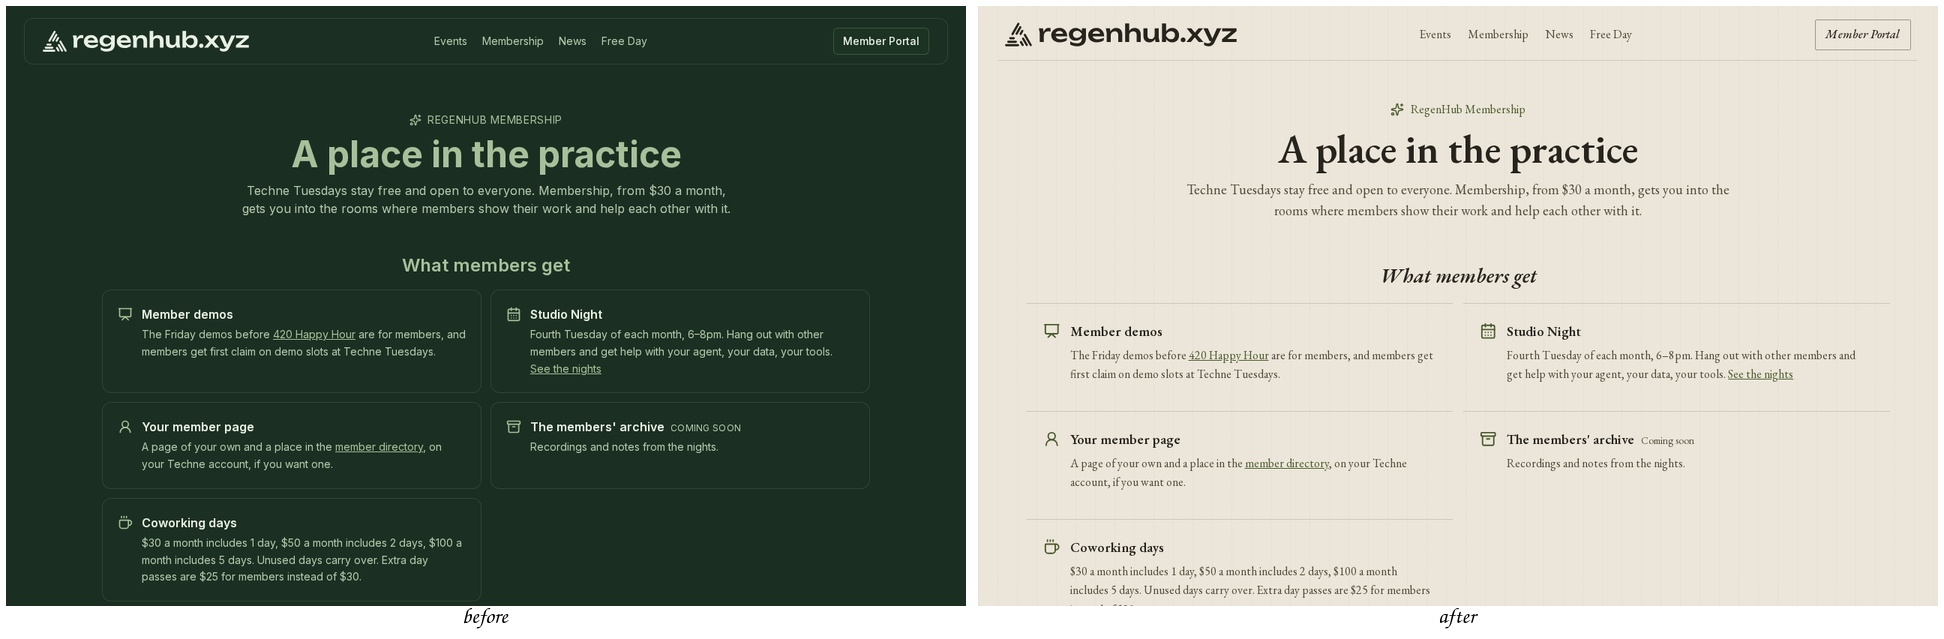 regenhub.xyz
Events Membership News Free Day
Member Portal
REGENHUB MEMBERSHIP
A place in the practice
Techne Tuesdays stay free and open to everyone. Membership, from $30 a month,
gets you into the rooms where members show their work and help each other with it.
What members get
Member demos
The Friday demos before 420 Happy Hour are for members, and
members get first claim on demo slots at Techne Tuesdays.
Studio Night
Fourth Tuesday of each month, 6–8pm. Hang out with other
members and get help with your agent, your data, your tools.
See the nights
Your member page
A page of your own and a place in the member directory, on
your Techne account, if you want one.
The members' archive COMING SOON
Recordings and notes from the nights.
Coworking days
$30 a month includes 1 day, $50 a month includes 2 days, $100 a
month includes 5 days. Unused days carry over. Extra day
passes are $25 for members instead of $30.
before
regenhub.xyz
Events Membership News Free Day
Member Portal
RegenHub Membership
A place in the practice
Techne Tuesdays stay free and open to everyone. Membership, from $30 a month, gets you into the
rooms where members show their work and help each other with it.
What members get
Member demos
The Friday demos before 420 Happy Hour are for members, and members get
first claim on demo slots at Techne Tuesdays.
Studio Night
Fourth Tuesday of each month, 6–8pm. Hang out with other members and
get help with your agent, your data, your tools. See the nights
Your member page
A page of your own and a place in the member directory, on your Techne
account, if you want one.
The members' archive Coming soon
Recordings and notes from the nights.
Coworking days
$30 a month includes 1 day, $50 a month includes 2 days, $100 a month
includes 5 days. Unused days carry over. Extra day passes are $25 for members
after